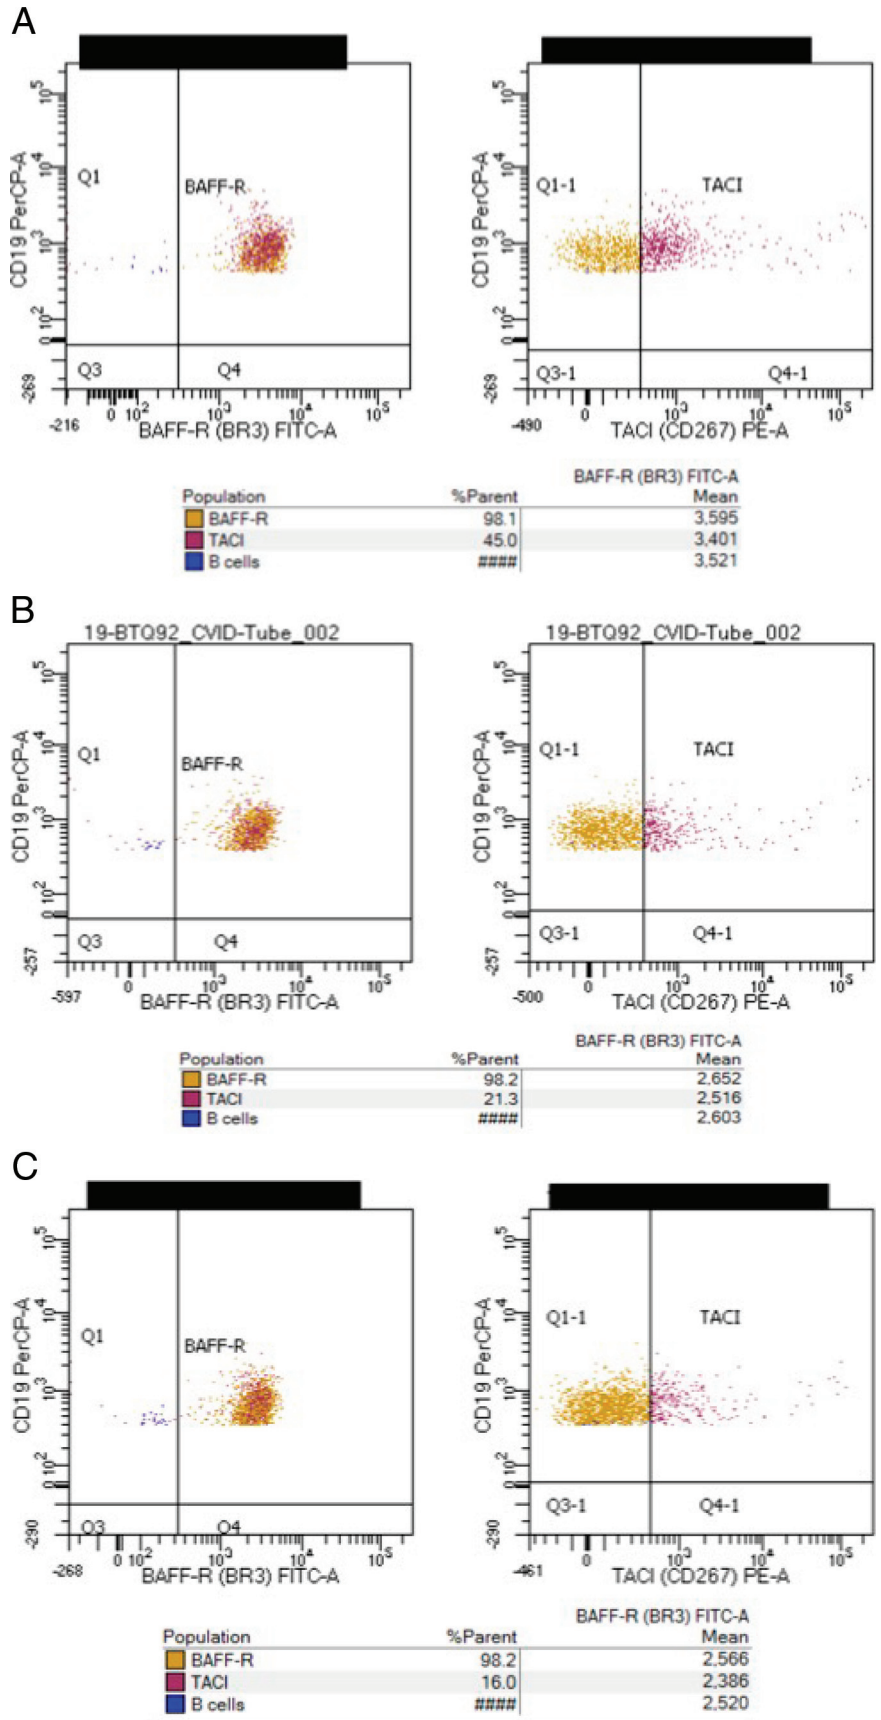 A
CD19 PerCP-A
10^5
10^4
10^3
10^2
0
-269
Q1
BAFF-R
Q3
Q4
-216
0 10^2 10^3 10^4 10^5
BAFF-R (BR3) FITC-A
CD19 PerCP-A
10^5
10^4
10^3
10^2
0
-269
Q1-1
TACI
Q3-1
Q4-1
-490
0 10^3 10^4 10^5
TACI (CD267) PE-A
BAFF-R (BR3) FITC-A
Population %Parent Mean
BAFF-R 98.1 3,595
TACI 45.0 3,401
B cells #### 3,521
B
19-BTQ92_CVID-Tube_002
CD19 PerCP-A
10^5
10^4
10^3
10^2
0
-257
Q1
BAFF-R
Q3
Q4
-597
0 10^3 10^4 10^5
BAFF-R (BR3) FITC-A
19-BTQ92_CVID-Tube_002
CD19 PerCP-A
10^5
10^4
10^3
10^2
0
-257
Q1-1
TACI
Q3-1
Q4-1
-500
0 10^3 10^4 10^5
TACI (CD267) PE-A
BAFF-R (BR3) FITC-A
Population %Parent Mean
BAFF-R 98.2 2,652
TACI 21.3 2,516
B cells #### 2,603
C
CD19 PerCP-A
10^5
10^4
10^3
10^2
0
-290
Q1
BAFF-R
Q3
Q4
-268
0 10^2 10^3 10^4 10^5
BAFF-R (BR3) FITC-A
CD19 PerCP-A
10^5
10^4
10^3
10^2
0
-290
Q1-1
TACI
Q3-1
Q4-1
-461
0 10^3 10^4 10^5
TACI (CD267) PE-A
BAFF-R (BR3) FITC-A
Population %Parent Mean
BAFF-R 98.2 2,566
TACI 16.0 2,386
B cells #### 2,520